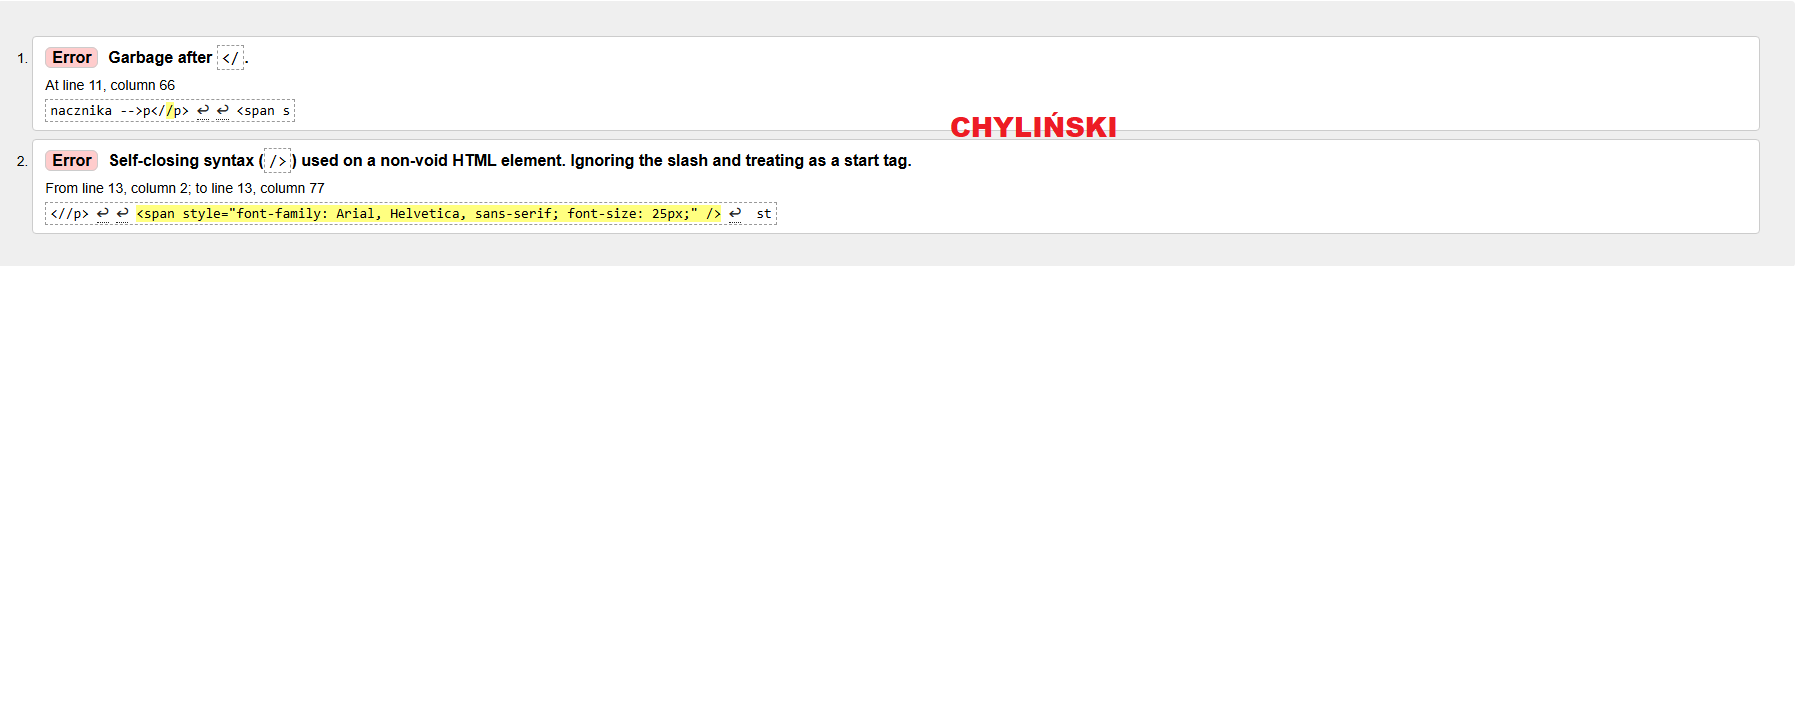 1. Error Garbage after </.
At line 11, column 66
nacznika -->p<//p> ↩ ↩ <span s
CHYLIŃSKI
2. Error Self-closing syntax (/>) used on a non-void HTML element. Ignoring the slash and treating as a start tag.
From line 13, column 2; to line 13, column 77
<//p> ↩ ↩ <span style="font-family: Arial, Helvetica, sans-serif; font-size: 25px;" /> ↩ st